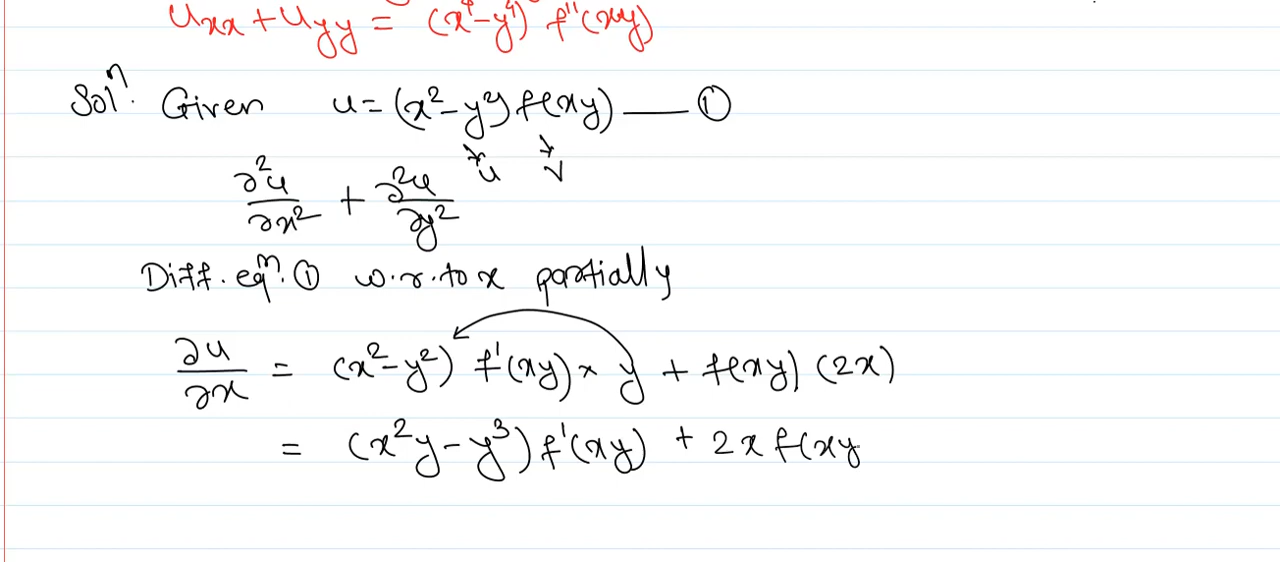 uxx + uyy = (x⁴-y⁴) f''(xy)
Solⁿ. Given u = (x²-y²) f(xy) —— ①
u v
∂²u/∂x² + ∂²u/∂y²
Diff. eqⁿ. ① w.r.to x partially
∂u/∂x = (x²-y²) f'(xy) × y + f(xy) (2x)
= (x²y-y³) f'(xy) + 2x f(xy